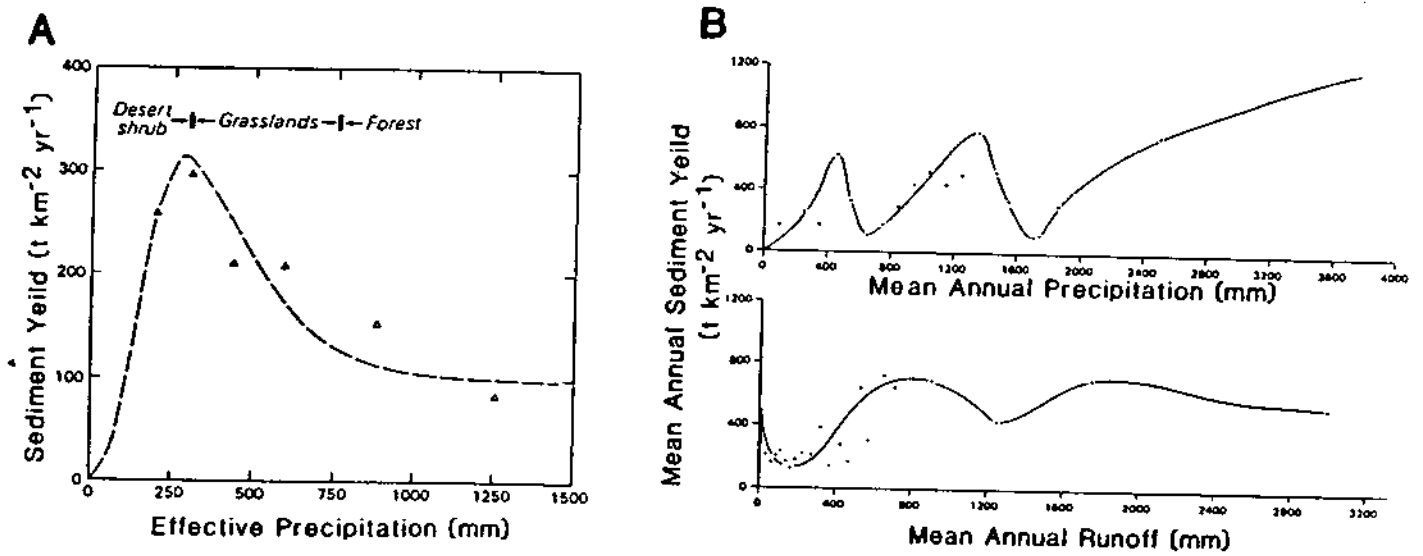 A
Sediment Yeild (t km⁻² yr⁻¹)
400
300
200
100
0
Desert shrub
Grasslands
Forest
0 250 500 750 1000 1250 1500
Effective Precipitation (mm)
B
Mean Annual Sediment Yeild
(t km⁻² yr⁻¹)
1200
800
400
0
0 400 800 1200 1600 2000 2400 2800 3200 3800 4000
Mean Annual Precipitation (mm)
1200
800
400
0
0 400 800 1200 1600 2000 2400 2800 3200
Mean Annual Runoff (mm)